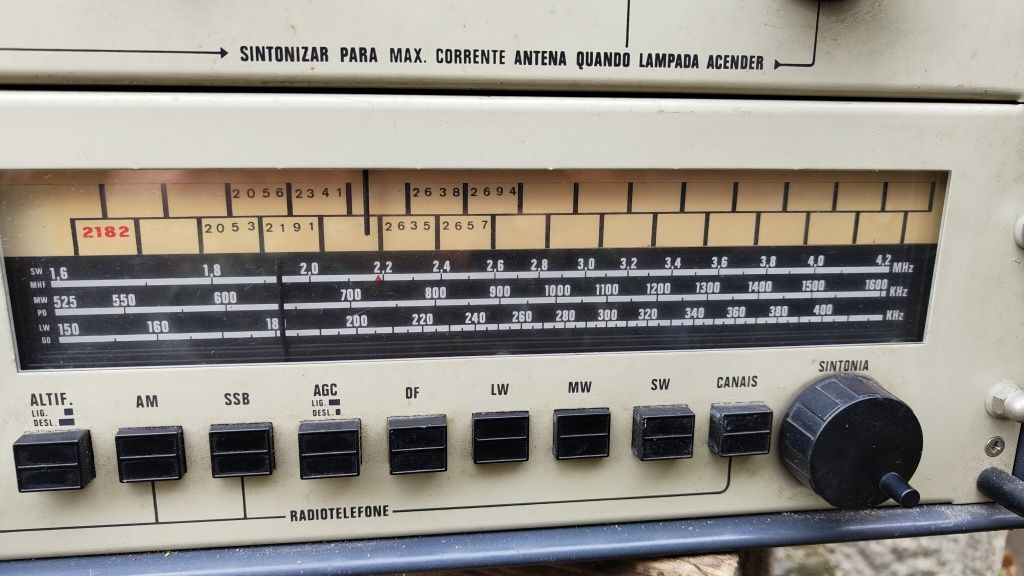 SINTONIZAR PARA MAX. CORRENTE ANTENA QUANDO LAMPADA ACENDER
2056 2341 2638 2694
2182 2053 2191 2635 2657
SW 1,6 1,8 2,0 2,2 2,4 2,6 2,8 3,0 3,2 3,4 3,6 3,8 4,0 4,2 MHz
MHF
MW 525 550 600 700 800 900 1000 1100 1200 1300 1400 1500 1600 KHz
PO
LW 150 160 18 200 220 240 260 280 300 320 340 360 380 400 KHz
GO
ALTIF. AM SSB AGC DF LW MW SW CANAIS SINTONIA
LIG. LIG.
DESL. DESL.
RADIOTELEFONE